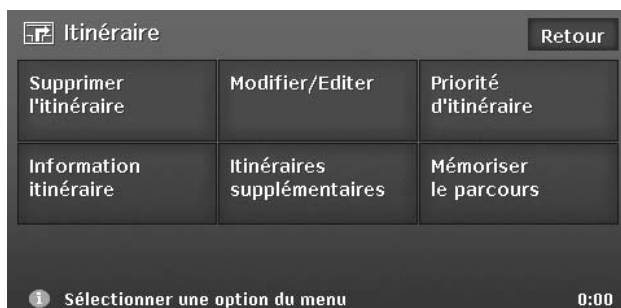 Itinéraire
Retour
Supprimer
l'itinéraire
Modifier/Editer
Priorité
d'itinéraire
Information
itinéraire
Itinéraires
supplémentaires
Mémoriser
le parcours
Sélectionner une option du menu
0:00